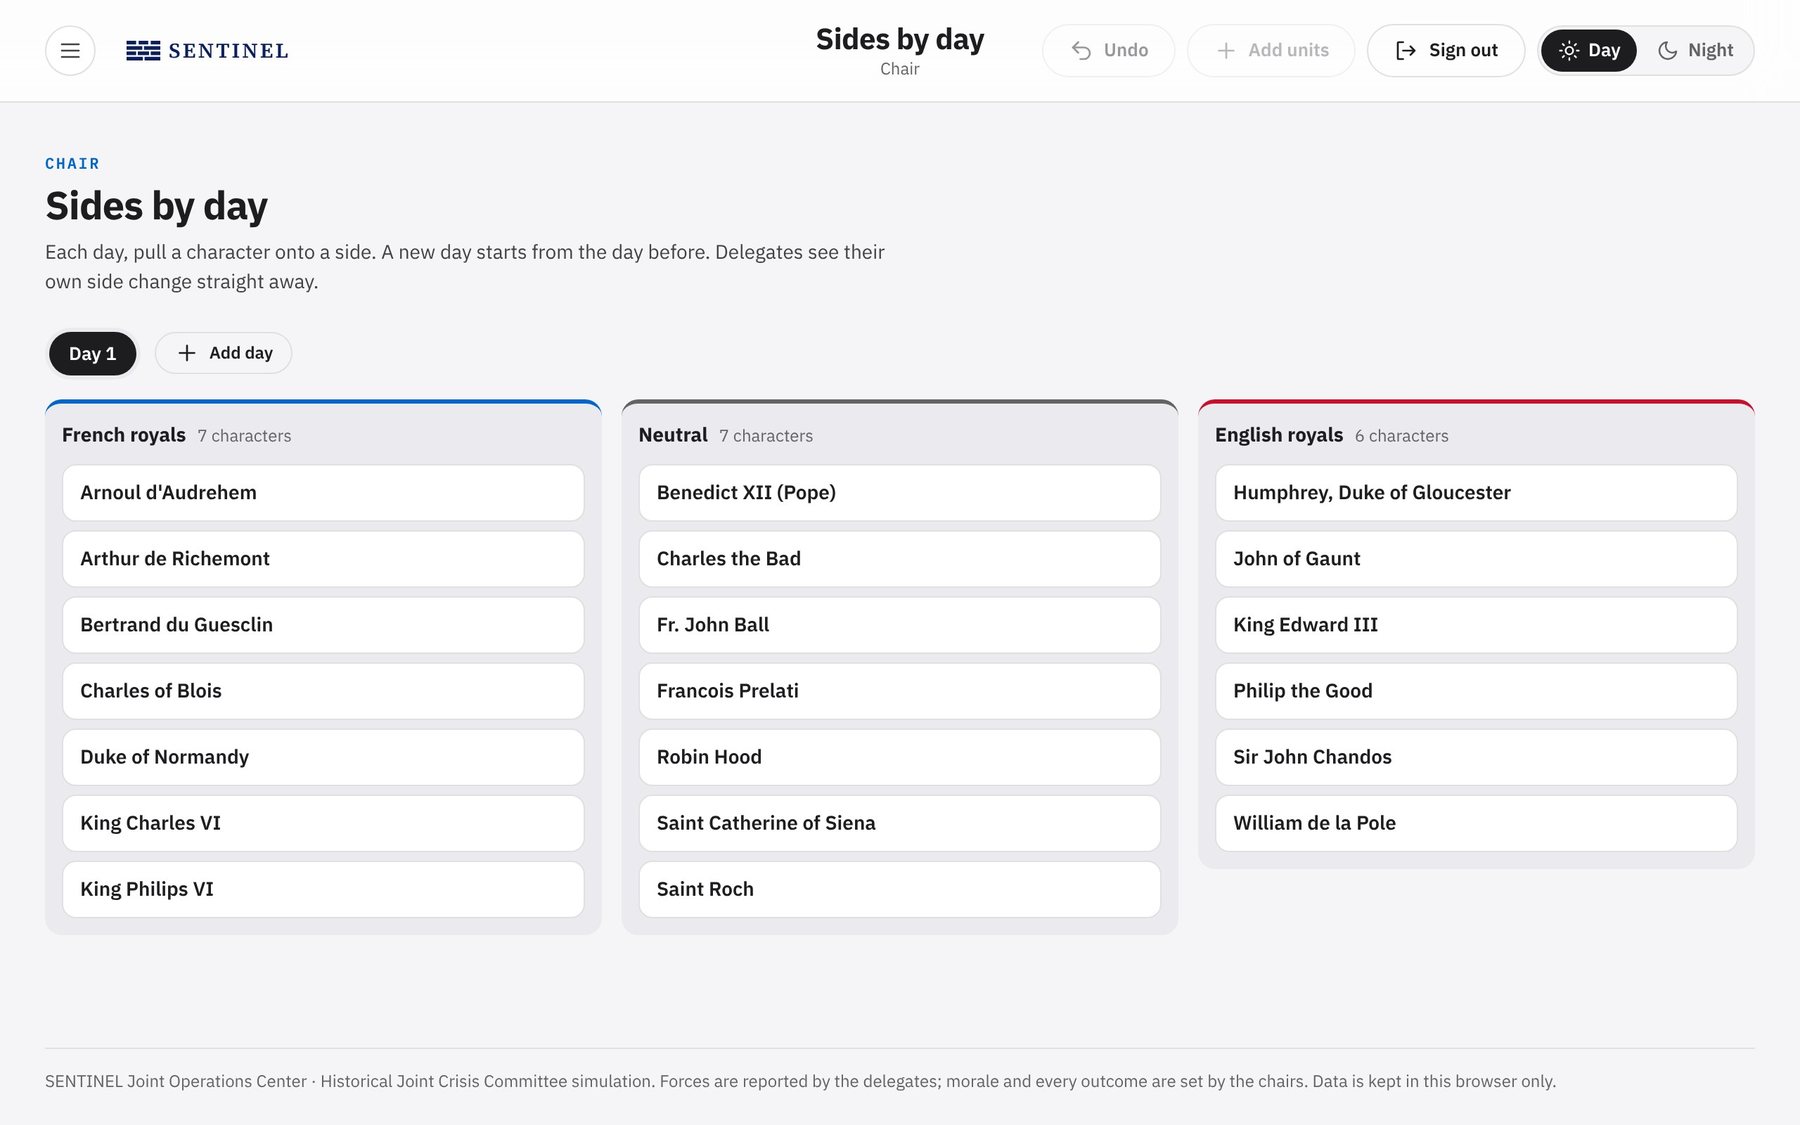 SENTINEL
Sides by day
Chair
Undo
Add units
Sign out
Day
Night
CHAIR
Sides by day
Each day, pull a character onto a side. A new day starts from the day before. Delegates see their
own side change straight away.
Day 1
Add day
French royals 7 characters
Arnoul d'Audrehem
Arthur de Richemont
Bertrand du Guesclin
Charles of Blois
Duke of Normandy
King Charles VI
King Philips VI
Neutral 7 characters
Benedict XII (Pope)
Charles the Bad
Fr. John Ball
Francois Prelati
Robin Hood
Saint Catherine of Siena
Saint Roch
English royals 6 characters
Humphrey, Duke of Gloucester
John of Gaunt
King Edward III
Philip the Good
Sir John Chandos
William de la Pole
SENTINEL Joint Operations Center · Historical Joint Crisis Committee simulation. Forces are reported by the delegates; morale and every outcome are set by the chairs. Data is kept in this browser only.